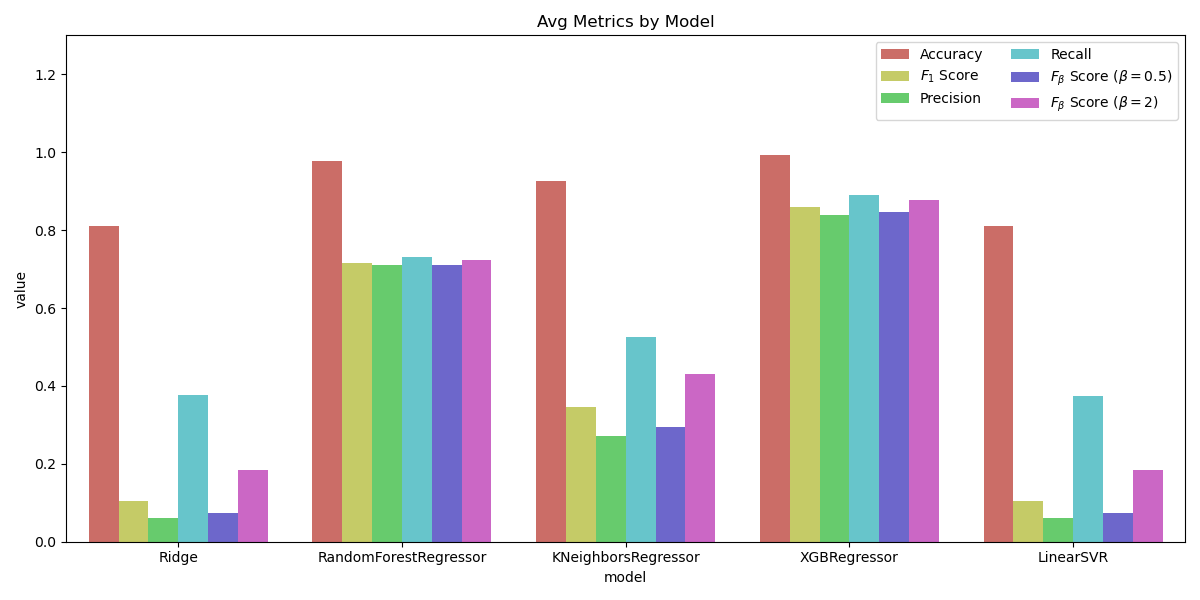 Avg Metrics by Model
Accuracy
F₁ Score
Precision
Recall
Fᵦ Score (β = 0.5)
Fᵦ Score (β = 2)
value
1.2
1.0
0.8
0.6
0.4
0.2
0.0
Ridge RandomForestRegressor KNeighborsRegressor XGBRegressor LinearSVR
model